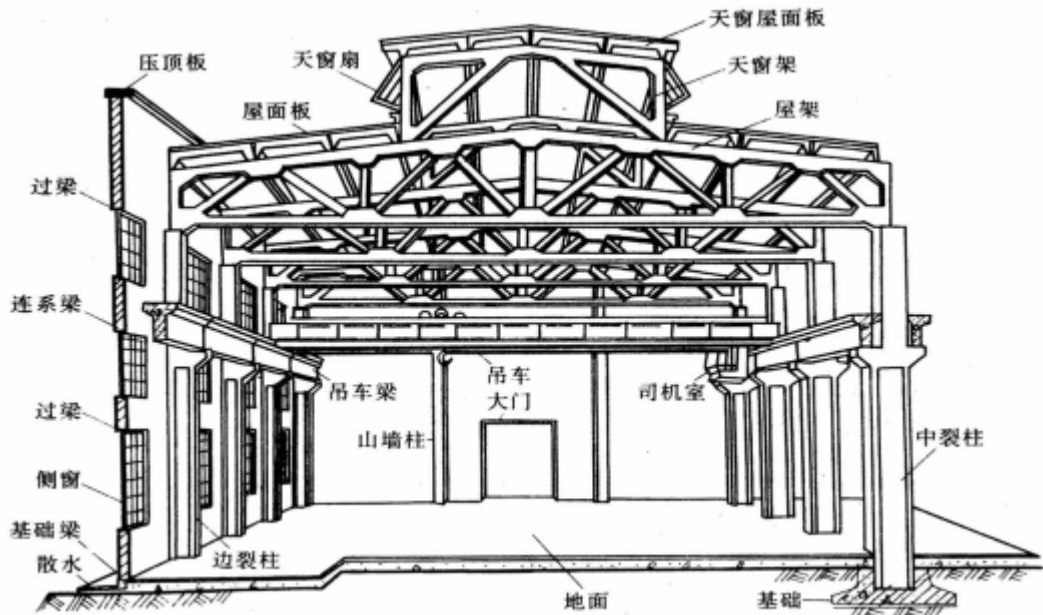 天窗屋面板
压顶板
天窗扇
天窗架
屋面板
屋架
过梁
连系梁
吊车梁
吊车
司机室
过梁
大门
山墙柱
中裂柱
侧窗
基础梁
边裂柱
散水
地面
基础